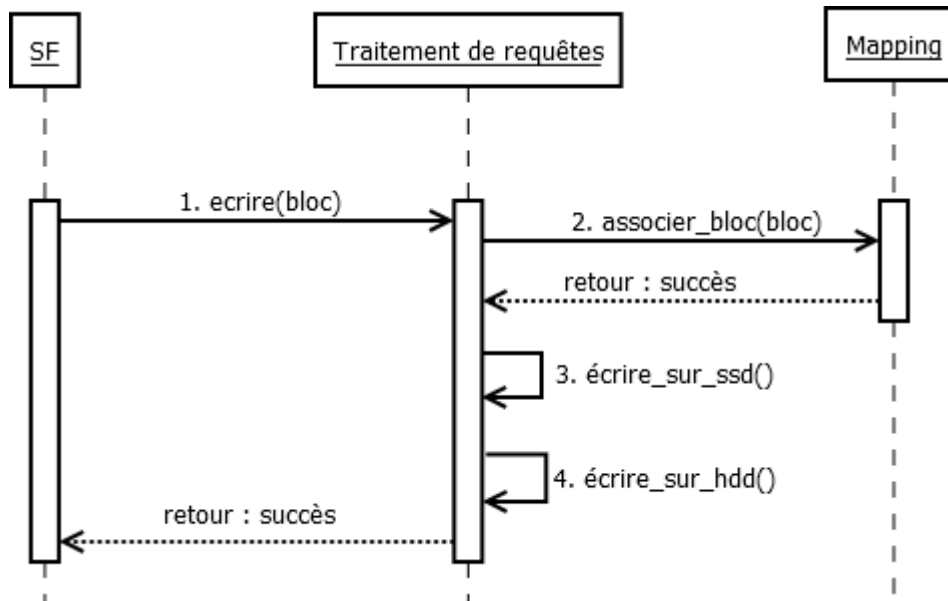 SF
Traitement de requêtes
Mapping
1. ecrire(bloc)
2. associer_bloc(bloc)
retour : succès
3. écrire_sur_ssd()
4. écrire_sur_hdd()
retour : succès